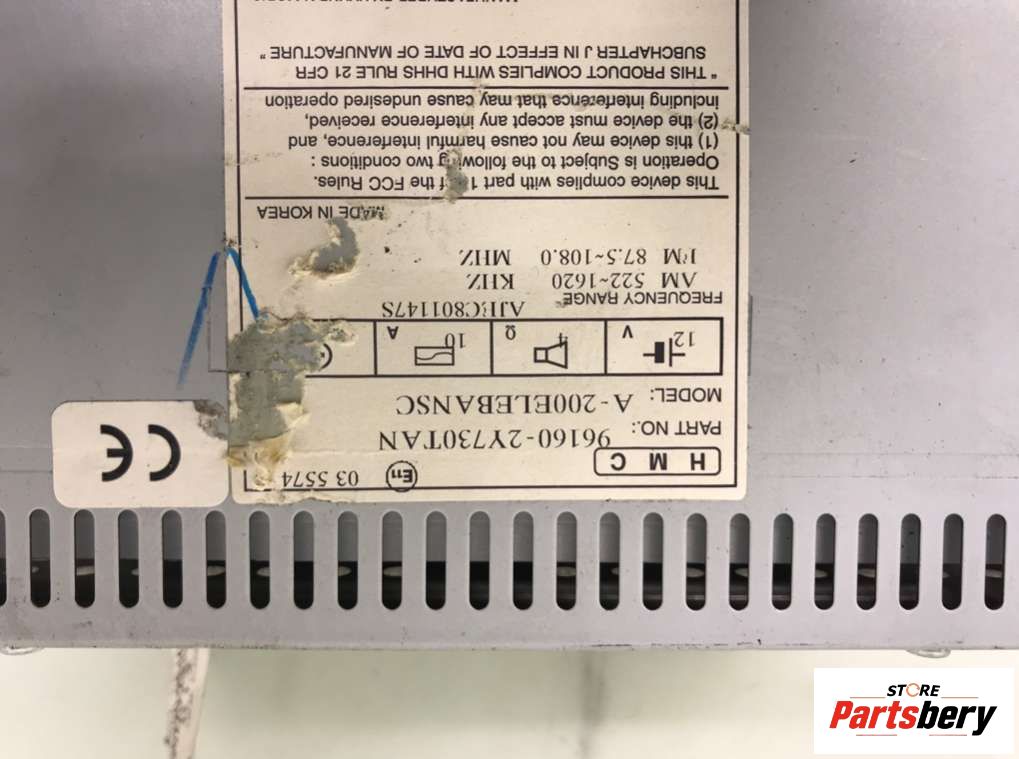 H M C
E11 03 5574
PART NO.: 96160-2Y730TAN
MODEL: A-200ELEBANSC
12 V 4 Ω 10 A
FREQUENCY RANGE
AM 522~1620 KHZ
FM 87.5~108.0 MHZ
MADE IN KOREA
This device complies with part of the FCC Rules.
Operation is Subject to the following two conditions :
(1) this device may not cause harmful interference, and
(2) the device must accept any interference received,
including interference that may cause undesired operation
" THIS PRODUCT COMPLIES WITH DHHS RULE 21 CFR
SUBCHAPTER J IN EFFECT OF DATE OF MANUFACTURE "
CE
STORE
Partsbery